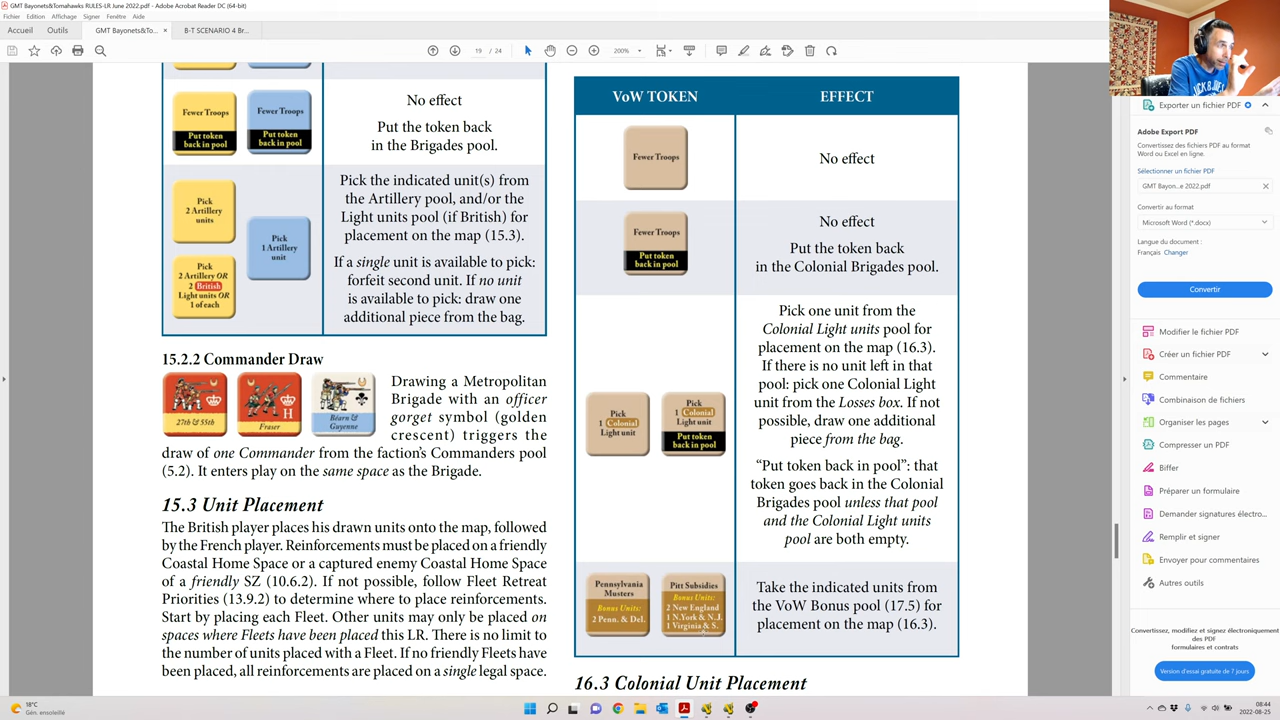 GMT Bayonets&Tomahawks RULES-LR June 2022.pdf - Adobe Acrobat Reader DC (64-bit)
Fichier Edition Affichage Signer Fenêtre Aide
Accueil Outils GMT Bayonets&To... × B-T SCENARIO 4 Br...
19 / 24 200%
Fewer Troops
Put token
back in pool
Fewer Troops
Put token
back in pool
No effect
Put the token back
in the Brigades pool.
Pick
2 Artillery
units
Pick
1 Artillery
unit
Pick
2 Artillery OR
2 British
Light units OR
1 of each
Pick the indicated unit(s) from
the Artillery pool and/or the
Light units pool (if British) for
placement on the map (15.3).
If a single unit is available to pick:
forfeit second unit. If no unit
is available to pick: draw one
additional piece from the bag.
15.2.2 Commander Draw
27th & 55th
H
Fraser
Béarn &
Guyenne
Drawing a Metropolitan
Brigade with an officer
gorget symbol (golden
crescent) triggers the
draw of one Commander from the faction's Commanders pool
(5.2). It enters play on the same space as the Brigade.
15.3 Unit Placement
The British player places his drawn units onto the map, followed
by the French player. Reinforcements must be placed on a friendly
Coastal Home Space or a captured enemy Coastal Home Space
of a friendly SZ (10.6.2). If not possible, follow Fleet Retreat
Priorities (13.9.2) to determine where to place reinforcements.
Start by placing each Fleet. Other units may only be placed on
spaces where Fleets have been placed this LR. There is no limit to
the number of units placed with a Fleet. If no friendly Fleets have
been placed, all reinforcements are placed on a single
VoW TOKEN EFFECT
Fewer Troops
No effect
Fewer Troops
Put token
back in pool
No effect
Put the token back
in the Colonial Brigades pool.
Pick
1 Colonial
Light unit
Pick
1 Colonial
Light unit
Put token
back in pool
Pick one unit from the
Colonial Light units pool for
placement on the map (16.3).
If there is no unit left in that
pool: pick one Colonial Light
unit from the Losses box. If not
possible, draw one additional
piece from the bag.
“Put token back in pool”: that
token goes back in the Colonial
Brigades pool unless that pool
and the Colonial Light units
pool are both empty.
Pennsylvania
Musters
Bonus Units:
2 Penn. & Del.
Pitt Subsidies
Bonus Units:
2 New England
1 N.York & N.J.
1 Virginia & S.
Take the indicated units from
the VoW Bonus pool (17.5) for
placement on the map (16.3).
16.3 Colonial Unit Placement
Exporter un fichier PDF
Adobe Export PDF
Convertissez des fichiers PDF au format
Word ou Excel en ligne.
Sélectionner un fichier PDF
GMT Bayon...e 2022.pdf ×
Convertir au format
Microsoft Word (*.docx)
Langue du document :
Français Changer
Convertir
Modifier le fichier PDF
Créer un fichier PDF
Commentaire
Combinaison de fichiers
Organiser les pages
Compresser un PDF
Biffer
Préparer un formulaire
Demander signatures électro...
Remplir et signer
Envoyer pour commentaires
Autres outils
Convertissez, modifiez et signez électroniquement
des PDF
formulaires et contrats
Version d'essai gratuite de 7 jours
18°C
Gén. ensoleillé
08:44
2022-08-25